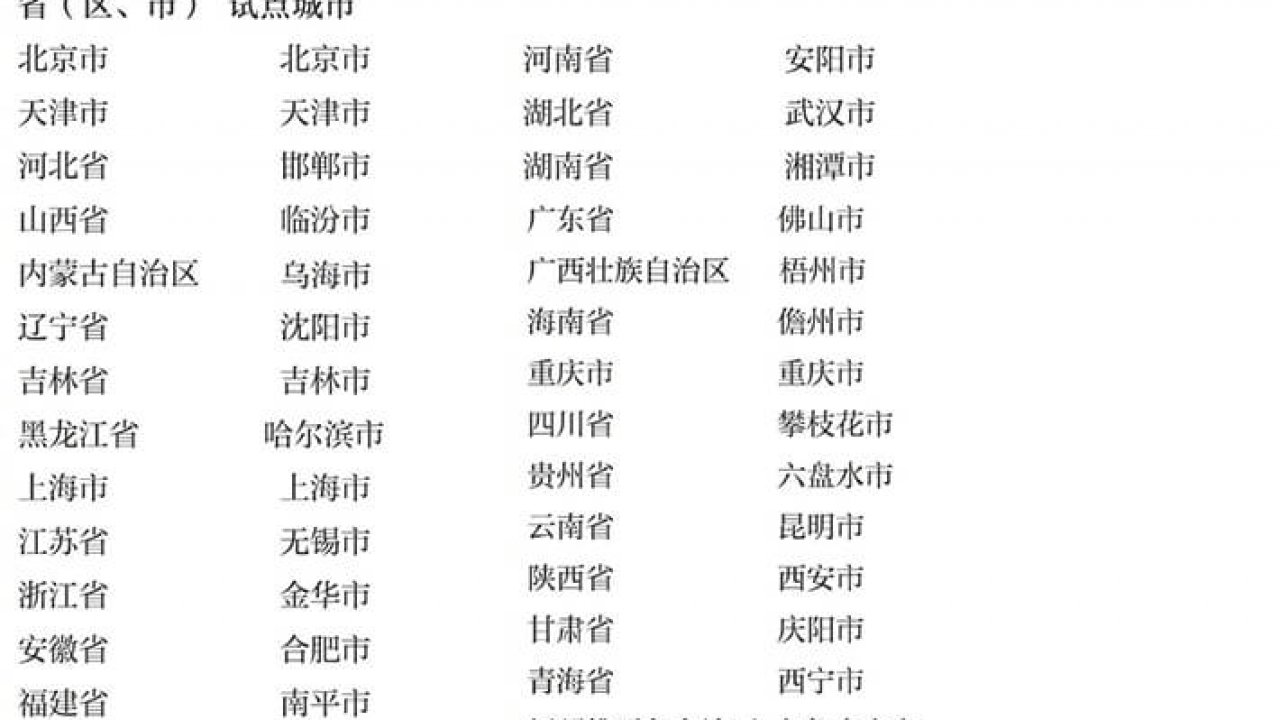 省（区、市） 试点城市
北京市 北京市
天津市 天津市
河北省 邯郸市
山西省 临汾市
内蒙古自治区 乌海市
辽宁省 沈阳市
吉林省 吉林市
黑龙江省 哈尔滨市
上海市 上海市
江苏省 无锡市
浙江省 金华市
安徽省 合肥市
福建省 南平市
河南省 安阳市
湖北省 武汉市
湖南省 湘潭市
广东省 佛山市
广西壮族自治区 梧州市
海南省 儋州市
重庆市 重庆市
四川省 攀枝花市
贵州省 六盘水市
云南省 昆明市
陕西省 西安市
甘肃省 庆阳市
青海省 西宁市